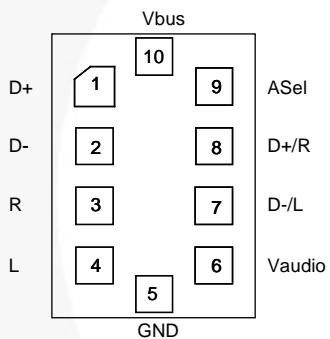 Vbus
10
D+ 1 9 ASel
D- 2 8 D+/R
R 3 7 D-/L
L 4 6 Vaudio
5
GND